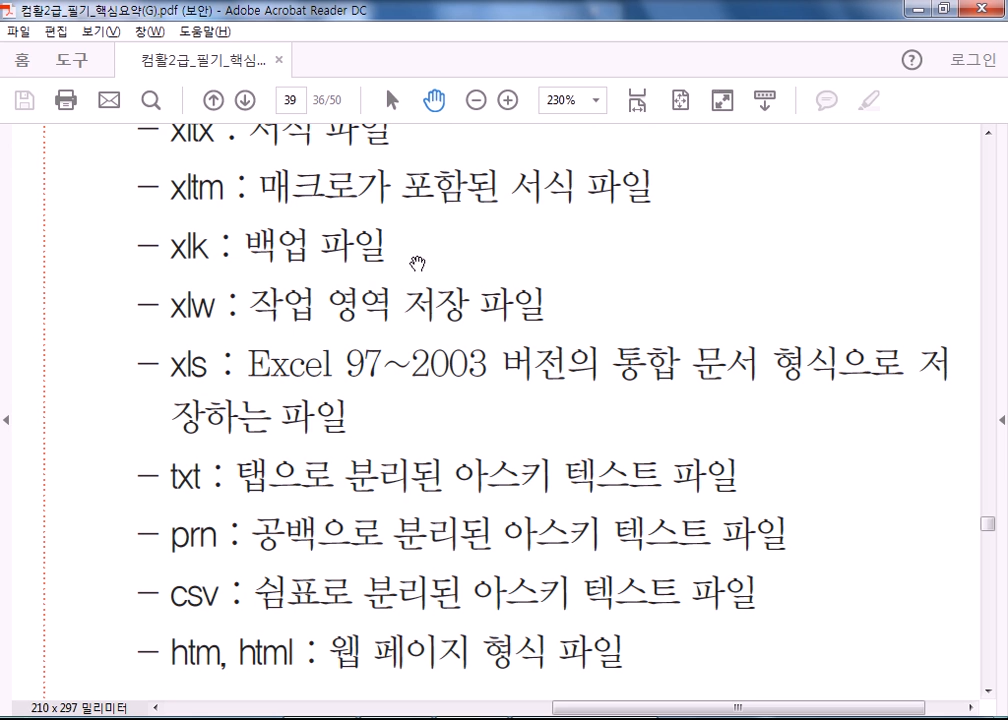 컴활2급_필기_핵심요약(G).pdf (보안) - Adobe Acrobat Reader DC
파일 편집 보기(V) 창(W) 도움말(H)
홈 도구 컴활2급_필기_핵심... × 로그인
39 36/50 230%
- xltx : 서식 파일
- xltm : 매크로가 포함된 서식 파일
- xlk : 백업 파일
- xlw : 작업 영역 저장 파일
- xls : Excel 97~2003 버전의 통합 문서 형식으로 저
장하는 파일
- txt : 탭으로 분리된 아스키 텍스트 파일
- prn : 공백으로 분리된 아스키 텍스트 파일
- csv : 쉼표로 분리된 아스키 텍스트 파일
- htm, html : 웹 페이지 형식 파일
210 x 297 밀리미터